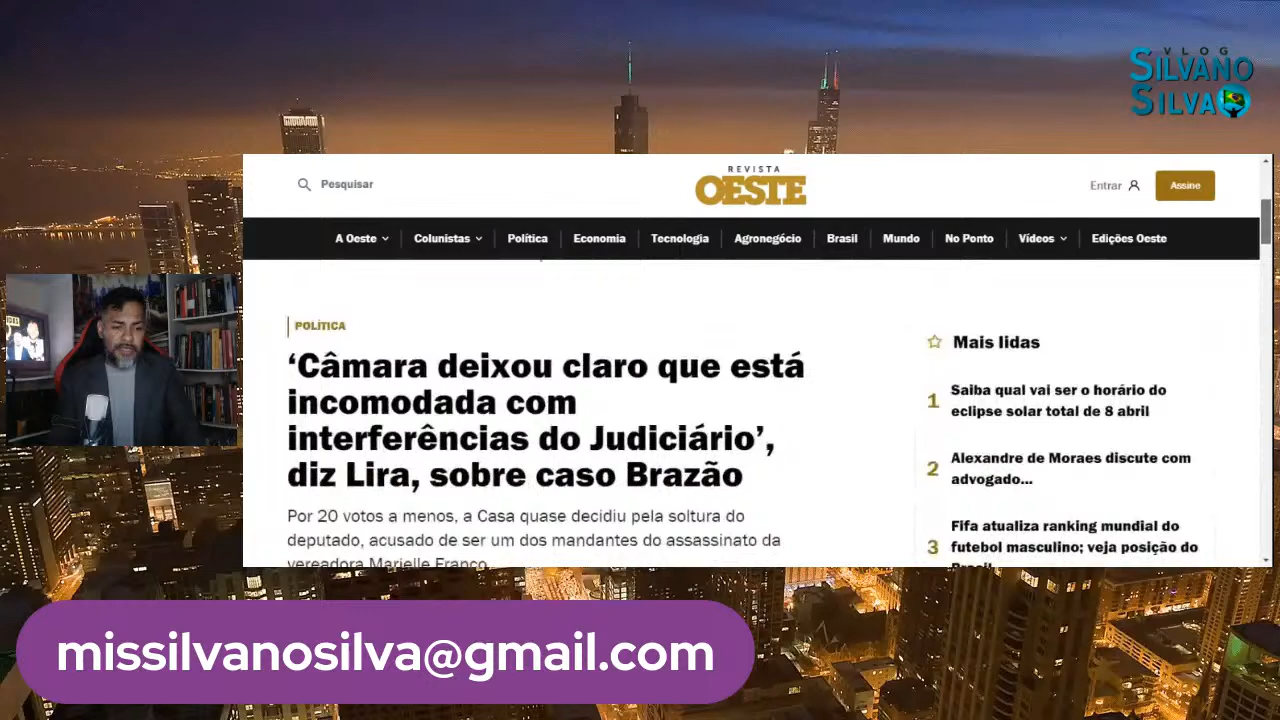 VLOG
SILVANO
SILVA
REVISTA
OESTE
Pesquisar
Entrar
Assine
A Oeste
Colunistas
Política
Economia
Tecnologia
Agronegócio
Brasil
Mundo
No Ponto
Vídeos
Edições Oeste
POLÍTICA
‘Câmara deixou claro que está
incomodada com
interferências do Judiciário’,
diz Lira, sobre caso Brazão
Por 20 votos a menos, a Casa quase decidiu pela soltura do
deputado, acusado de ser um dos mandantes do assassinato da
vereadora Marielle Franco
Mais lidas
1
Saiba qual vai ser o horário do
eclipse solar total de 8 abril
2
Alexandre de Moraes discute com
advogado...
3
Fifa atualiza ranking mundial do
futebol masculino; veja posição do
Brasil
missilvanosilva@gmail.com